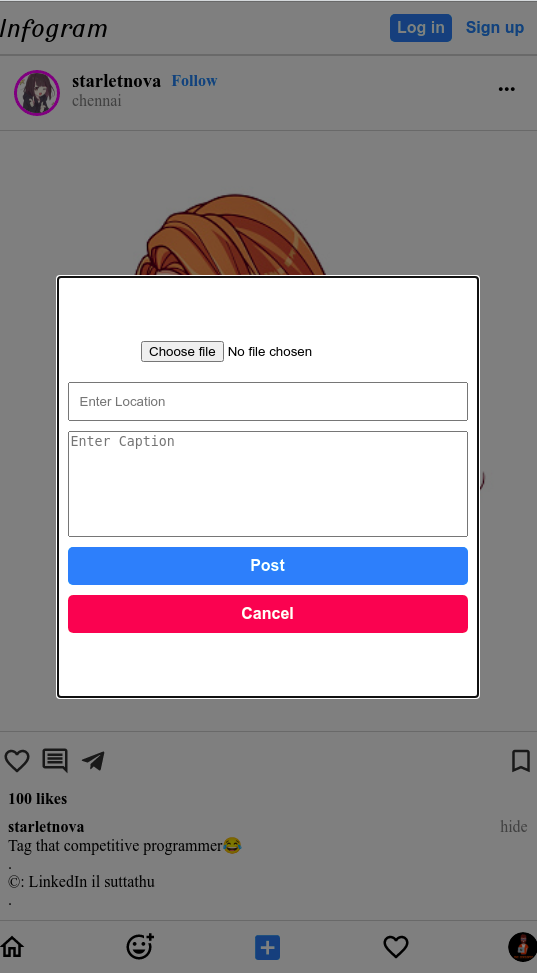 Infogram
Log in Sign up
starletnova Follow
chennai
Choose file No file chosen
Enter Location
Enter Caption
Post
Cancel
100 likes
starletnova hide
Tag that competitive programmer😂
.
©: LinkedIn il suttathu
.